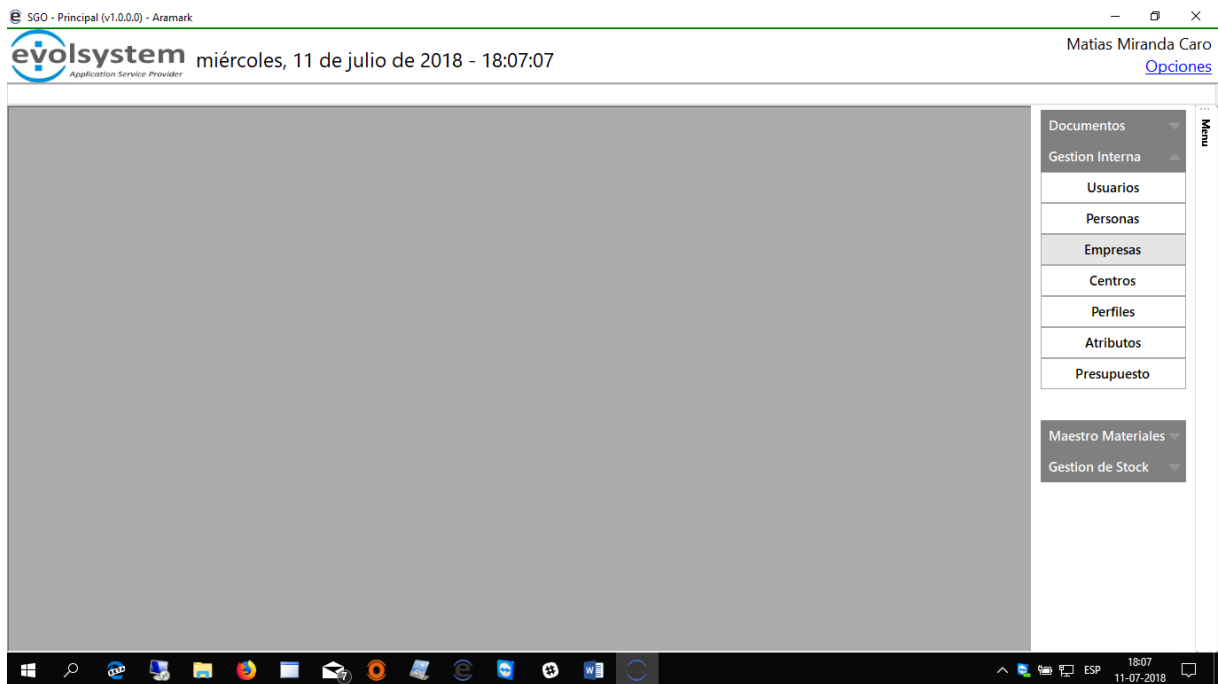 SGO - Principal (v1.0.0.0) - Aramark
evolsystem
Application Service Provider
miércoles, 11 de julio de 2018 - 18:07:07
Matias Miranda Caro
Opciones
Menu
Documentos
Gestion Interna
Usuarios
Personas
Empresas
Centros
Perfiles
Atributos
Presupuesto
Maestro Materiales
Gestion de Stock
7
ESP
18:07
11-07-2018